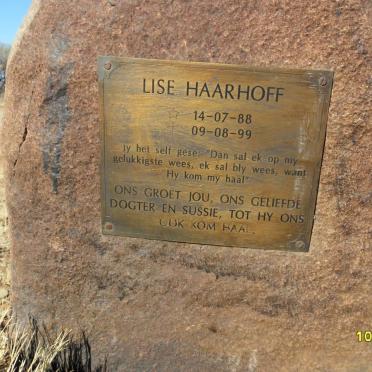 LISE HAARHOFF
14-07-88
09-08-99
Jy het self gesê: "Dan sal ek op my
gelukkigste wees, ek sal bly wees, want
Hy kom my haal"
ONS GROET JOU, ONS GELIEFDE
DOGTER EN SUSSIE, TOT HY ONS
OOK KOM HAAL.
10